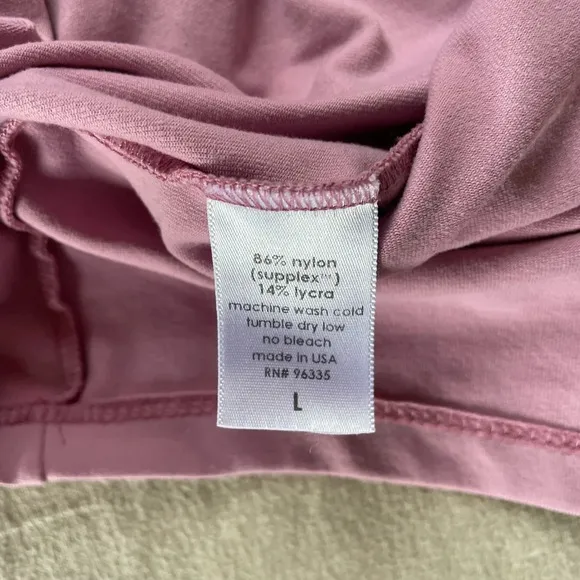 86% nylon
(supplex™)
14% lycra
machine wash cold
tumble dry low
no bleach
made in USA
RN# 96335
L